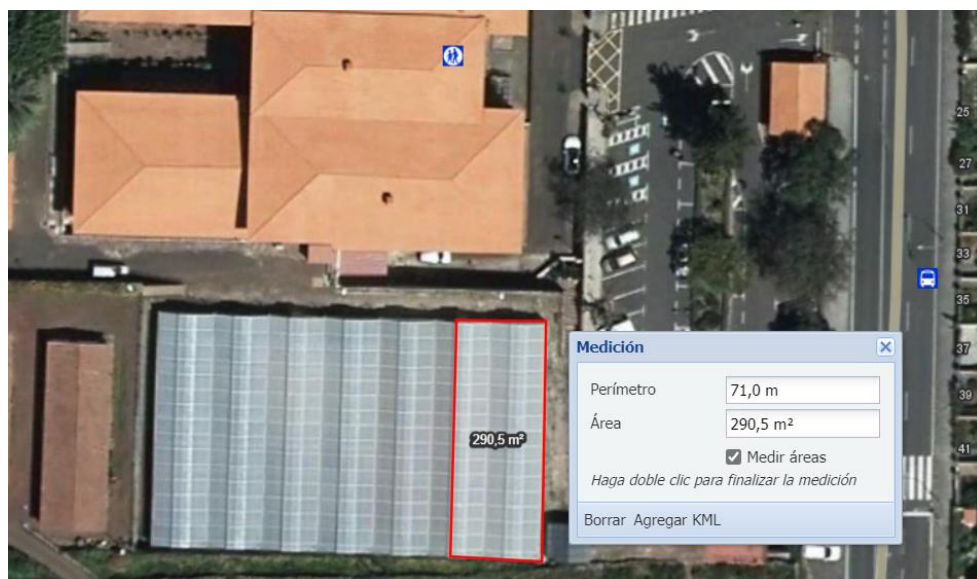 25
27
31
33
35
37
39
41
290,5 m²
Medición
Perímetro 71,0 m
Área 290,5 m²
Medir áreas
Haga doble clic para finalizar la medición
Borrar Agregar KML